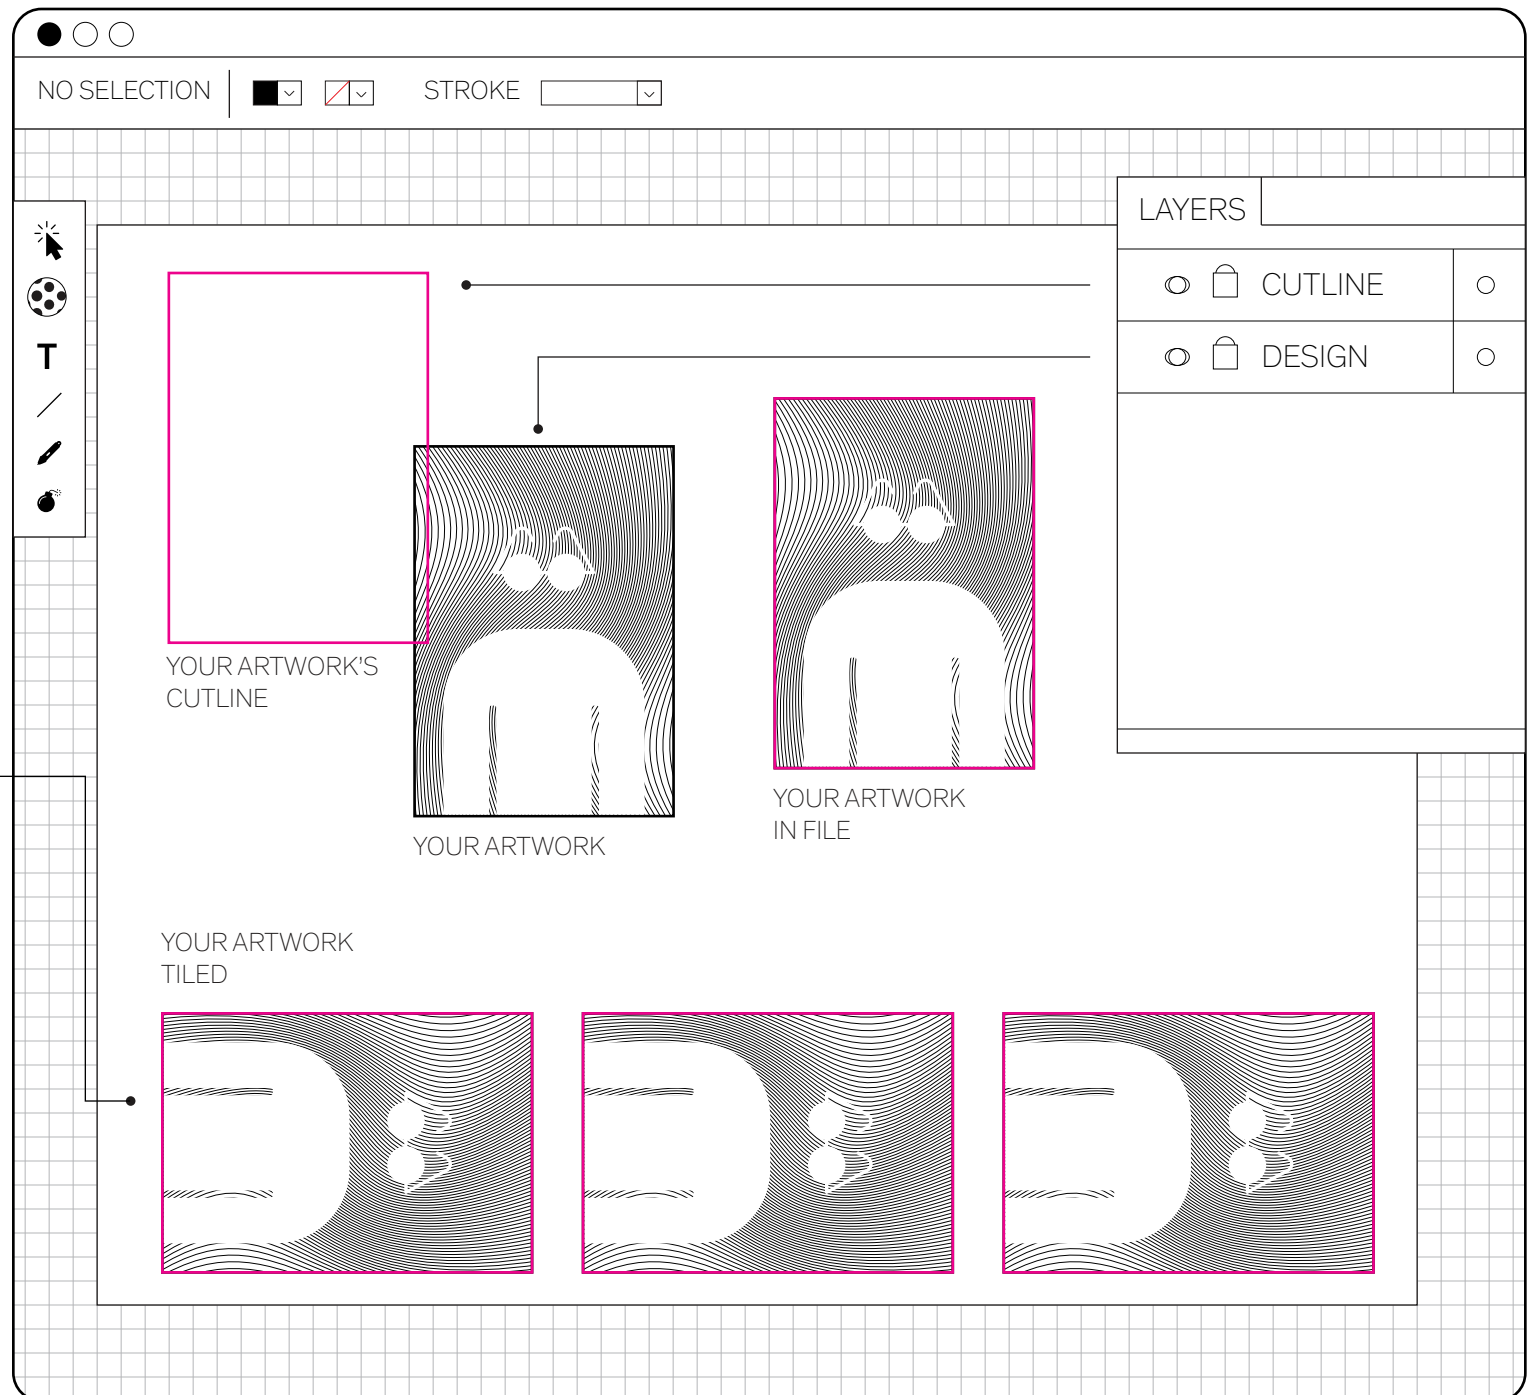 NO SELECTION
STROKE
LAYERS
CUTLINE
DESIGN
T
YOUR ARTWORK'S
CUTLINE
YOUR ARTWORK
YOUR ARTWORK
IN FILE
YOUR ARTWORK
TILED